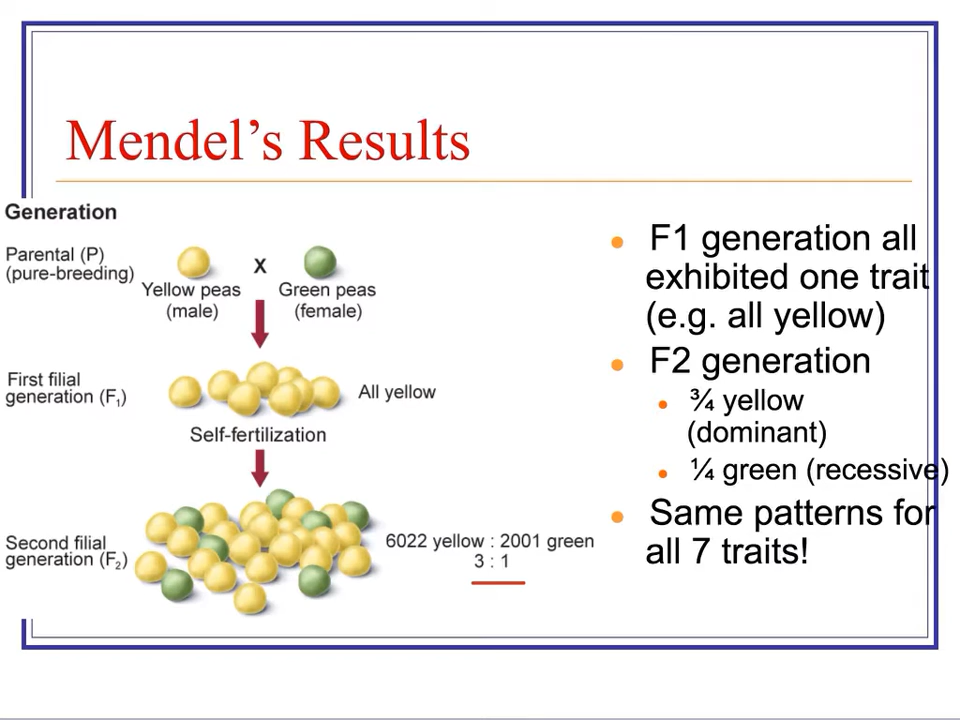 Mendel's Results
Generation
Parental (P)
(pure-breeding)
X
Yellow peas
(male)
Green peas
(female)
First filial
generation (F1)
All yellow
Self-fertilization
Second filial
generation (F2)
6022 yellow : 2001 green
3 : 1
• F1 generation all
exhibited one trait
(e.g. all yellow)
• F2 generation
• ¾ yellow
(dominant)
• ¼ green (recessive)
• Same patterns for
all 7 traits!